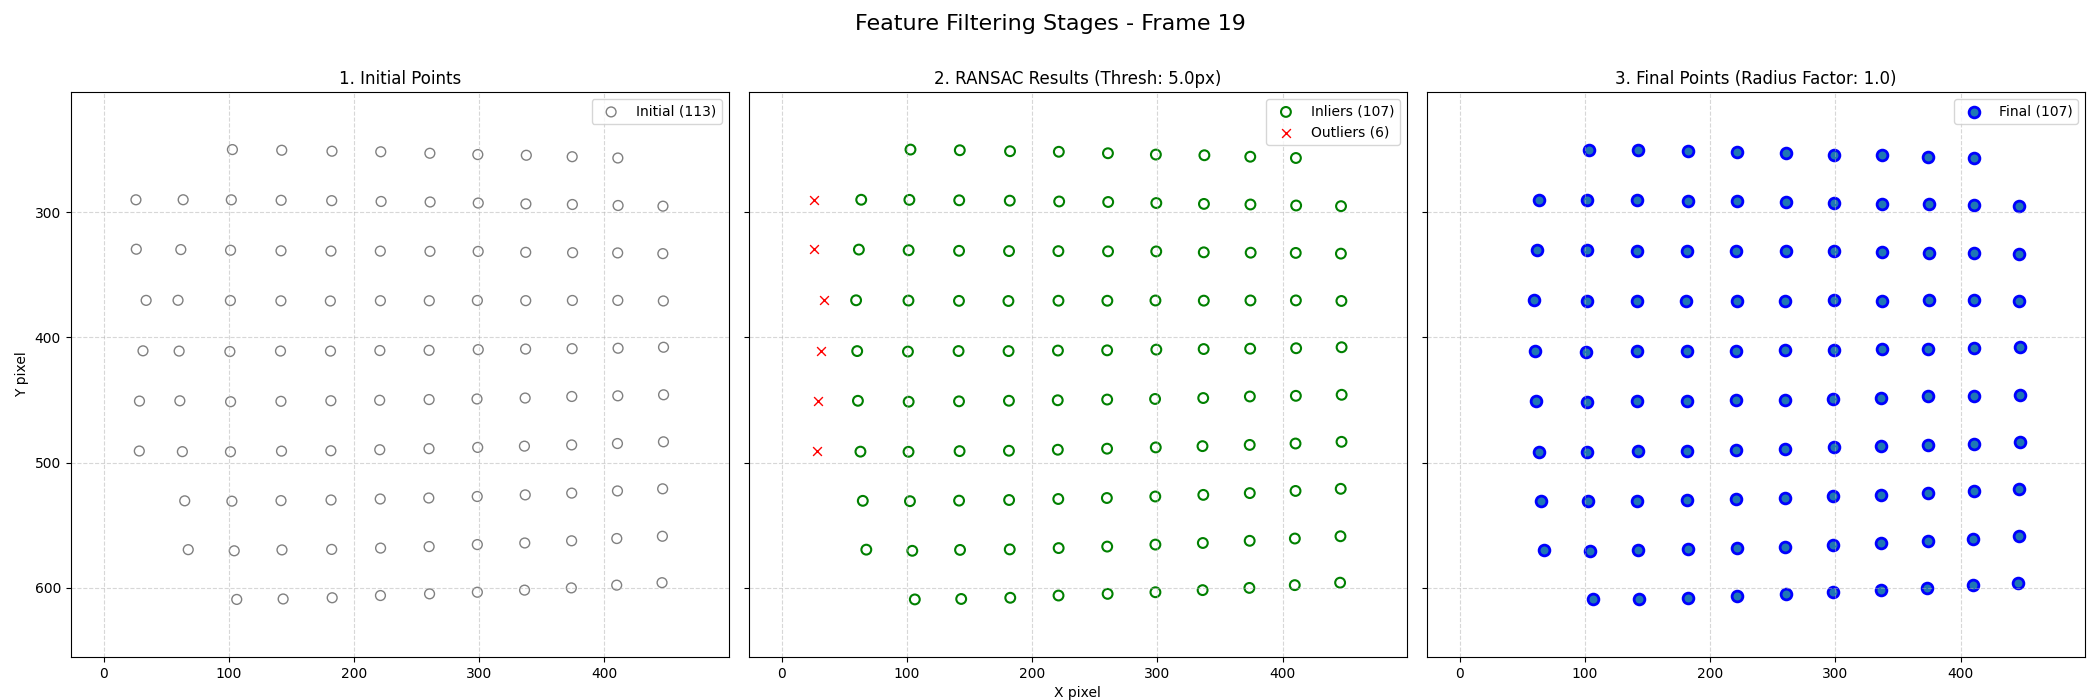 Feature Filtering Stages - Frame 19
1. Initial Points
Initial (113)
300
400
500
600
Y pixel
0 100 200 300 400
2. RANSAC Results (Thresh: 5.0px)
Inliers (107)
Outliers (6)
0 100 200 300 400
X pixel
3. Final Points (Radius Factor: 1.0)
Final (107)
0 100 200 300 400